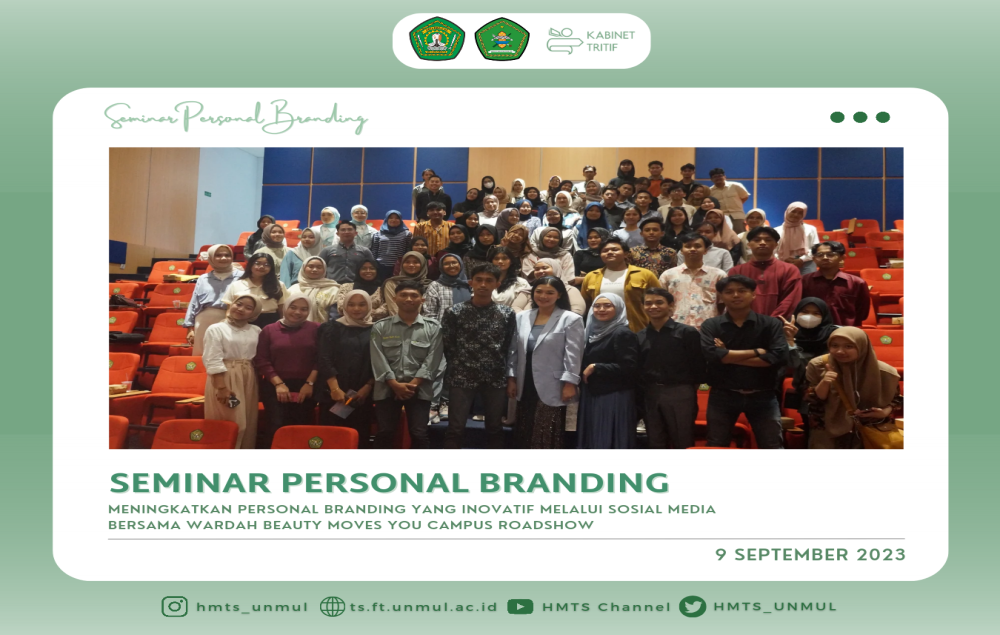 KABINET
TRITIF
Seminar Personal Branding
SEMINAR PERSONAL BRANDING
MENINGKATKAN PERSONAL BRANDING YANG INOVATIF MELALUI SOSIAL MEDIA
BERSAMA WARDAH BEAUTY MOVES YOU CAMPUS ROADSHOW
9 SEPTEMBER 2023
hmts_unmul ts.ft.unmul.ac.id HMTS Channel HMTS_UNMUL